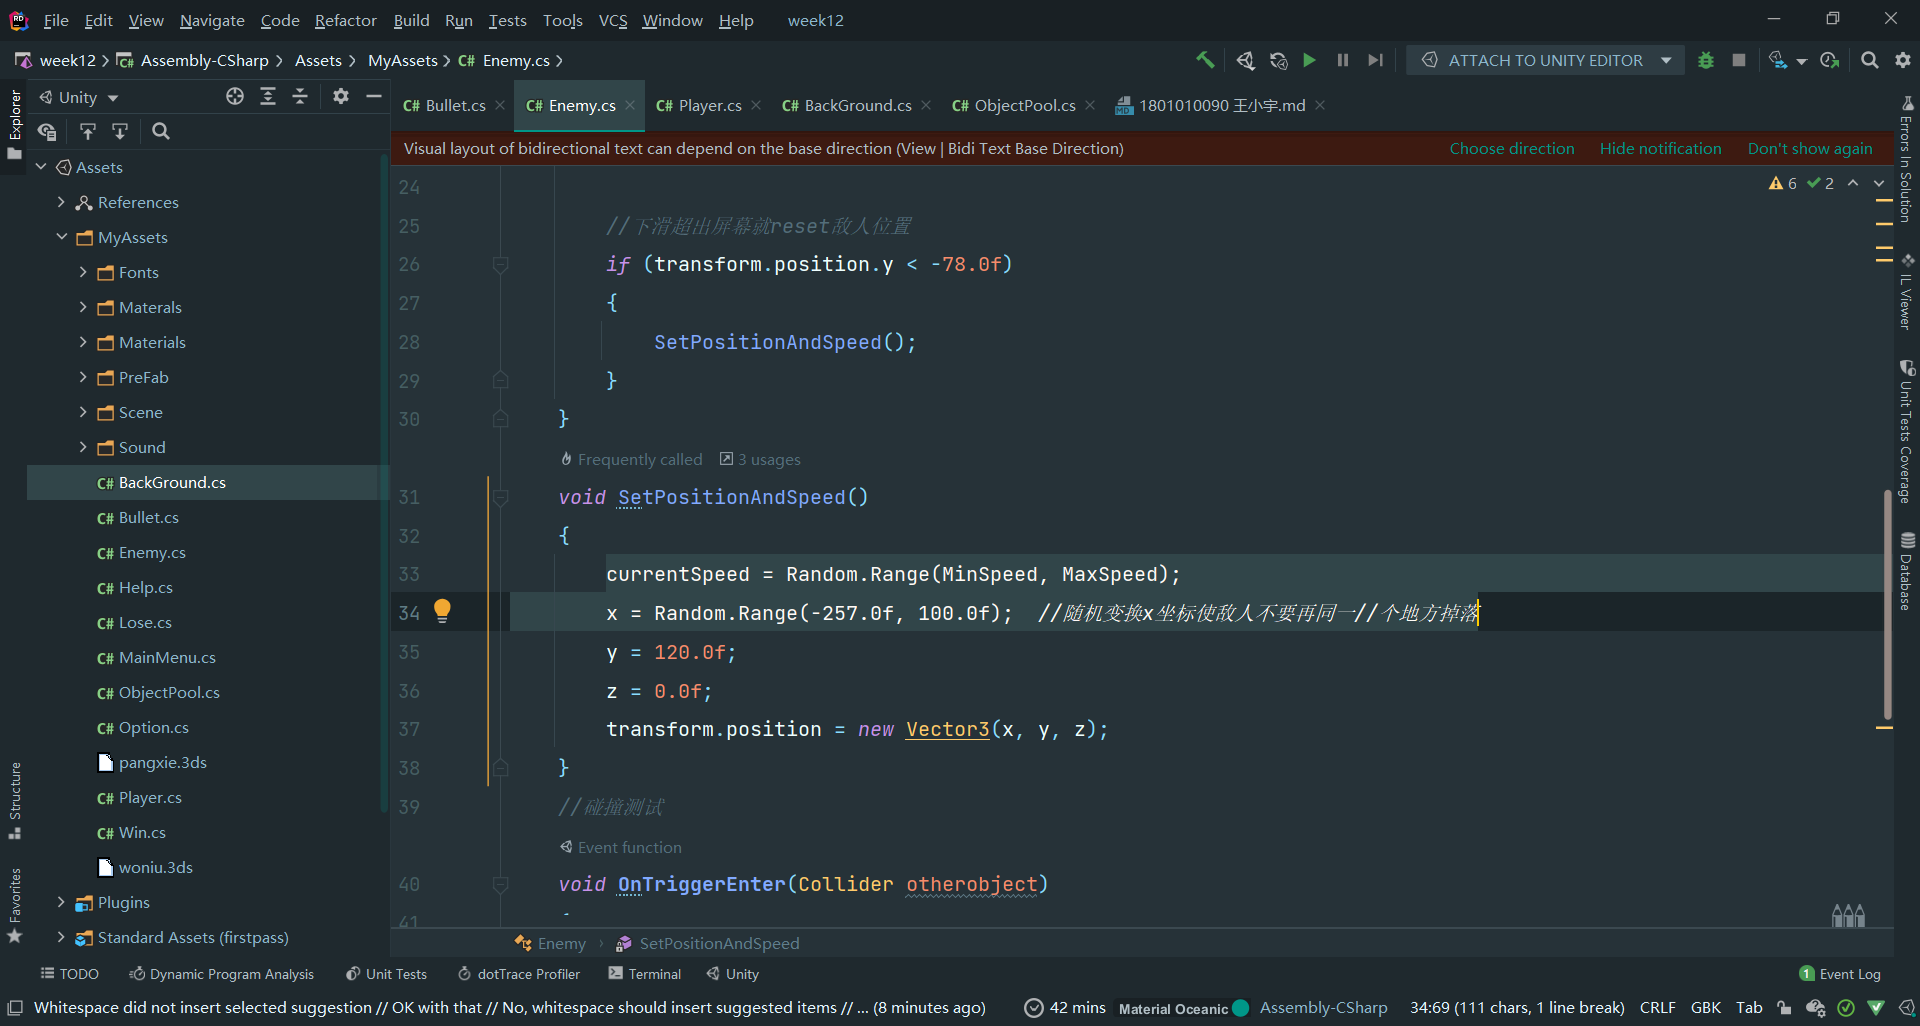 File Edit View Navigate Code Refactor Build Run Tests Tools VCS Window Help week12
week12 Assembly-CSharp Assets MyAssets C# Enemy.cs ATTACH TO UNITY EDITOR
Explorer
Unity
C# Bullet.cs C# Enemy.cs C# Player.cs C# BackGround.cs C# ObjectPool.cs MD 1801010090 王小宇.md
Visual layout of bidirectional text can depend on the base direction (View | Bidi Text Base Direction) Choose direction Hide notification Don't show again
6 2
Assets
References
MyAssets
Fonts
Materals
Materials
PreFab
Scene
Sound
C# BackGround.cs
C# Bullet.cs
C# Enemy.cs
C# Help.cs
C# Lose.cs
C# MainMenu.cs
C# ObjectPool.cs
C# Option.cs
pangxie.3ds
C# Player.cs
C# Win.cs
woniu.3ds
Plugins
Standard Assets (firstpass)
Structure
Favorites
24
25 //下滑超出屏幕就reset敌人位置
26 if (transform.position.y < -78.0f)
27 {
28 SetPositionAndSpeed();
29 }
30 }
Frequently called 3 usages
31 void SetPositionAndSpeed()
32 {
33 currentSpeed = Random.Range(MinSpeed, MaxSpeed);
34 x = Random.Range(-257.0f, 100.0f); //随机变换x坐标使敌人不要再同一//个地方掉落
35 y = 120.0f;
36 z = 0.0f;
37 transform.position = new Vector3(x, y, z);
38 }
39 //碰撞测试
Event function
40 void OnTriggerEnter(Collider otherobject)
41
Errors In Solution
IL Viewer
Unit Tests Coverage
Database
Enemy SetPositionAndSpeed
TODO Dynamic Program Analysis Unit Tests dotTrace Profiler Terminal Unity 1 Event Log
Whitespace did not insert selected suggestion // OK with that // No, whitespace should insert suggested items // ... (8 minutes ago) 42 mins Material Oceanic Assembly-CSharp 34:69 (111 chars, 1 line break) CRLF GBK Tab